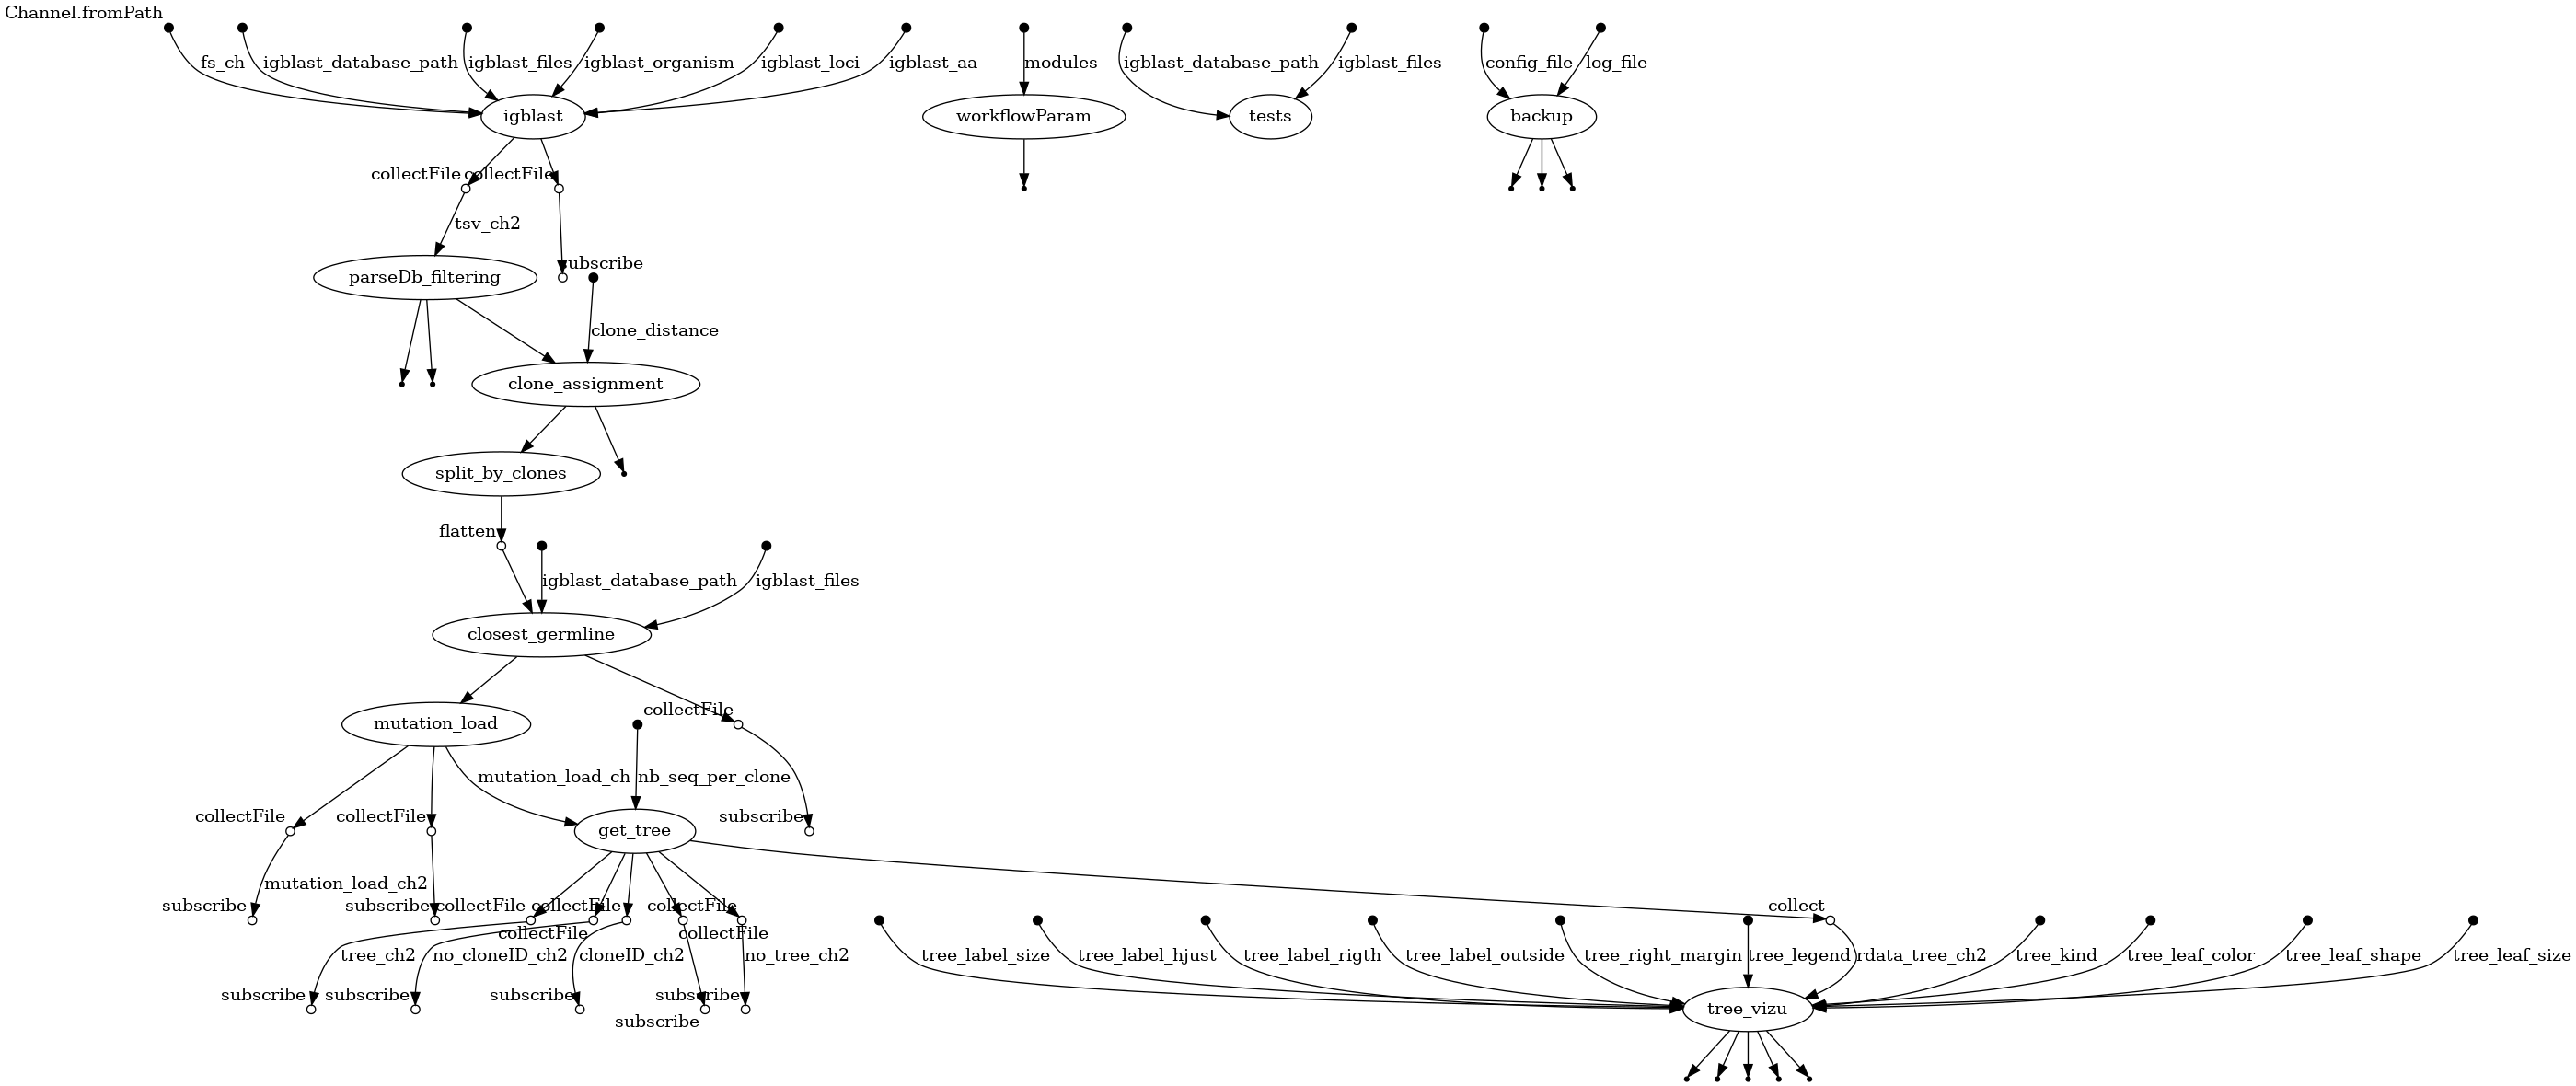 Channel.fromPath
fs_ch
igblast_database_path
igblast_files
igblast_organism
igblast_loci
igblast_aa
modules
igblast_database_path
igblast_files
config_file
log_file
igblast
workflowParam
tests
backup
collectFile
collectFile
tsv_ch2
subscribe
parseDb_filtering
clone_distance
clone_assignment
split_by_clones
flatten
igblast_database_path
igblast_files
closest_germline
collectFile
mutation_load
mutation_load_ch
nb_seq_per_clone
collectFile
collectFile
subscribe
get_tree
mutation_load_ch2
subscribe
subscribe
collectFile
collectFile
collectFile
collect
collectFile
collectFile
tree_ch2
no_cloneID_ch2
cloneID_ch2
no_tree_ch2
tree_label_size
tree_label_hjust
tree_label_rigth
tree_label_outside
tree_right_margin
tree_legend
rdata_tree_ch2
tree_kind
tree_leaf_color
tree_leaf_shape
tree_leaf_size
subscribe
subscribe
subscribe
subscribe
subscribe
tree_vizu